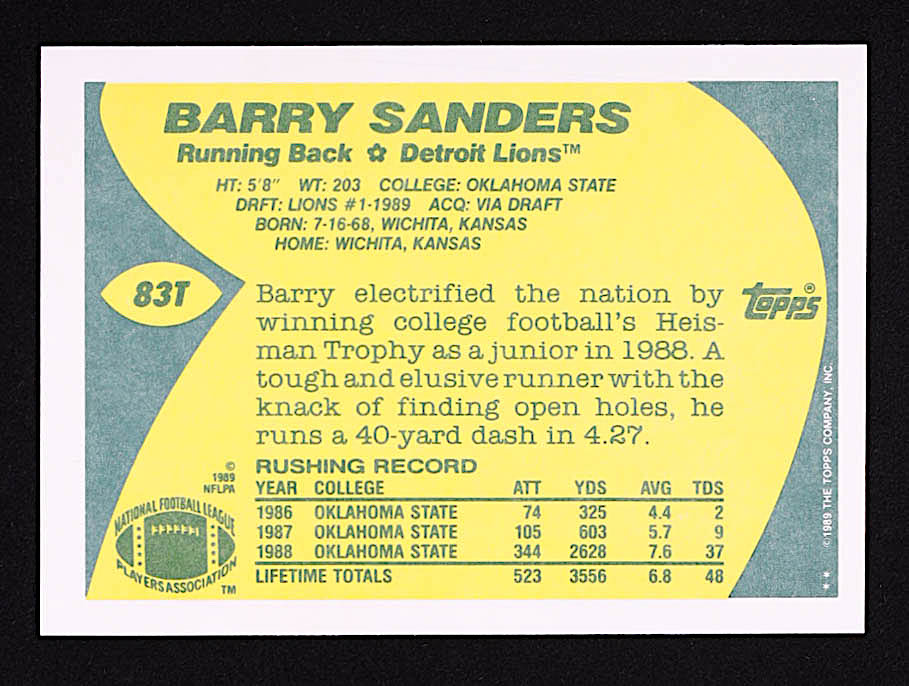 BARRY SANDERS
Running Back ✩ Detroit Lions™
HT: 5'8" WT: 203 COLLEGE: OKLAHOMA STATE
DRFT: LIONS #1-1989 ACQ: VIA DRAFT
BORN: 7-16-68, WICHITA, KANSAS
HOME: WICHITA, KANSAS
83T
Barry electrified the nation by
winning college football's Heis-
man Trophy as a junior in 1988. A
tough and elusive runner with the
knack of finding open holes, he
runs a 40-yard dash in 4.27.
topps®
RUSHING RECORD
YEAR COLLEGE ATT YDS AVG TDS
1986 OKLAHOMA STATE 74 325 4.4 2
1987 OKLAHOMA STATE 105 603 5.7 9
1988 OKLAHOMA STATE 344 2628 7.6 37
LIFETIME TOTALS 523 3556 6.8 48
©
1989
NFLPA
NATIONAL FOOTBALL LEAGUE
PLAYERS ASSOCIATION
TM
** ©1989 THE TOPPS COMPANY, INC.